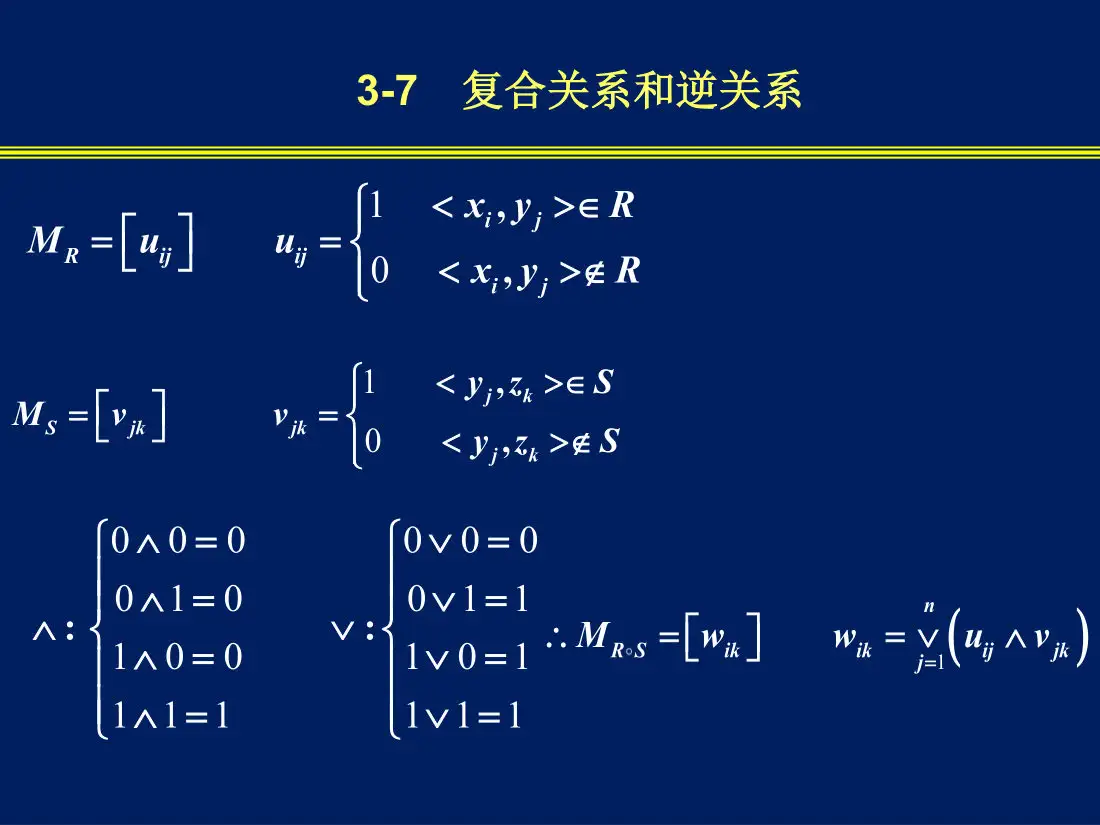 3-7 复合关系和逆关系
M_R = [u_ij]   u_ij = { 1   < x_i , y_j >∈ R
0   < x_i , y_j >∉ R
M_S = [v_jk]   v_jk = { 1   < y_j , z_k >∈ S
0   < y_j , z_k >∉ S
∧: { 0∧0=0
0∧1=0
1∧0=0
1∧1=1
∨: { 0∨0=0
0∨1=1
1∨0=1
1∨1=1
∴ M_{R∘S} = [w_ik]   w_ik = ∨_{j=1}^{n} (u_ij ∧ v_jk)